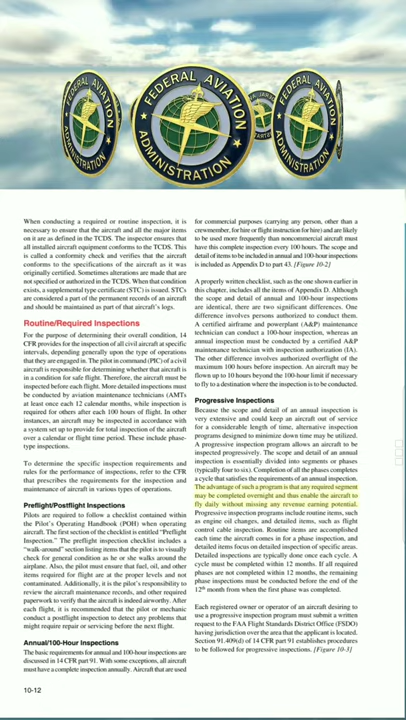 FEDERAL AVIATION
ADMINISTRATION
FEDERAL AVIATION
ADMINISTRATION
FEDERAL AVIATION
ADMINISTRATION
When conducting a required or routine inspection, it is
necessary to ensure that the aircraft and all the major items
on it are as defined in the TCDS. The inspector ensures that
all installed aircraft equipment conforms to the TCDS. This
is called a conformity check and verifies that the aircraft
conforms to the specifications of the aircraft as it was
originally certified. Sometimes alterations are made that are
not specified or authorized in the TCDS. When that condition
exists, a supplemental type certificate (STC) is issued. STCs
are considered a part of the permanent records of an aircraft
and should be maintained as part of that aircraft's logs.
Routine/Required Inspections
For the purpose of determining their overall condition, 14
CFR provides for the inspection of all civil aircraft at specific
intervals, depending generally upon the type of operations
that they are engaged in. The pilot in command (PIC) of a civil
aircraft is responsible for determining whether that aircraft is
in a condition for safe flight. Therefore, the aircraft must be
inspected before each flight. More detailed inspections must
be conducted by aviation maintenance technicians (AMTs
at least once each 12 calendar months, while inspection is
required for others after each 100 hours of flight. In other
instances, an aircraft may be inspected in accordance with
a system set up to provide for total inspection of the aircraft
over a calendar or flight time period. These include phase-
type inspections.
To determine the specific inspection requirements and
rules for the performance of inspections, refer to the CFR
that prescribes the requirements for the inspection and
maintenance of aircraft in various types of operations.
Preflight/Postflight Inspections
Pilots are required to follow a checklist contained within
the Pilot's Operating Handbook (POH) when operating
aircraft. The first section of the checklist is entitled "Preflight
Inspection." The preflight inspection checklist includes a
"walk-around" section listing items that the pilot is to visually
check for general condition as he or she walks around the
airplane. Also, the pilot must ensure that fuel, oil, and other
items required for flight are at the proper levels and not
contaminated. Additionally, it is the pilot's responsibility to
review the aircraft maintenance records, and other required
paperwork to verify that the aircraft is indeed airworthy. After
each flight, it is recommended that the pilot or mechanic
conduct a postflight inspection to detect any problems that
might require repair or servicing before the next flight.
Annual/100-Hour Inspections
The basic requirements for annual and 100-hour inspections are
discussed in 14 CFR part 91. With some exceptions, all aircraft
must have a complete inspection annually. Aircraft that are used
10-12
for commercial purposes (carrying any person, other than a
crewmember, for hire or flight instruction for hire) and are likely
to be used more frequently than noncommercial aircraft must
have this complete inspection every 100 hours. The scope and
detail of items to be included in annual and 100-hour inspections
is included as Appendix D to part 43. [Figure 10-2]
A properly written checklist, such as the one shown earlier in
this chapter, includes all the items of Appendix D. Although
the scope and detail of annual and 100-hour inspections
are identical, there are two significant differences. One
difference involves persons authorized to conduct them.
A certified airframe and powerplant (A&P) maintenance
technician can conduct a 100-hour inspection, whereas an
annual inspection must be conducted by a certified A&P
maintenance technician with inspection authorization (IA).
The other difference involves authorized overflight of the
maximum 100 hours before inspection. An aircraft may be
flown up to 10 hours beyond the 100-hour limit if necessary
to fly to a destination where the inspection is to be conducted.
Progressive Inspections
Because the scope and detail of an annual inspection is
very extensive and could keep an aircraft out of service
for a considerable length of time, alternative inspection
programs designed to minimize down time may be utilized.
A progressive inspection program allows an aircraft to be
inspected progressively. The scope and detail of an annual
inspection is essentially divided into segments or phases
(typically four to six). Completion of all the phases completes
a cycle that satisfies the requirements of an annual inspection.
The advantage of such a program is that any required segment
may be completed overnight and thus enable the aircraft to
fly daily without missing any revenue earning potential.
Progressive inspection programs include routine items, such
as engine oil changes, and detailed items, such as flight
control cable inspection. Routine items are accomplished
each time the aircraft comes in for a phase inspection, and
detailed items focus on detailed inspection of specific areas.
Detailed inspections are typically done once each cycle. A
cycle must be completed within 12 months. If all required
phases are not completed within 12 months, the remaining
phase inspections must be conducted before the end of the
12th month from when the first phase was completed.
Each registered owner or operator of an aircraft desiring to
use a progressive inspection program must submit a written
request to the FAA Flight Standards District Office (FSDO)
having jurisdiction over the area that the applicant is located.
Section 91.409(d) of 14 CFR part 91 establishes procedures
to be followed for progressive inspections. [Figure 10-3]